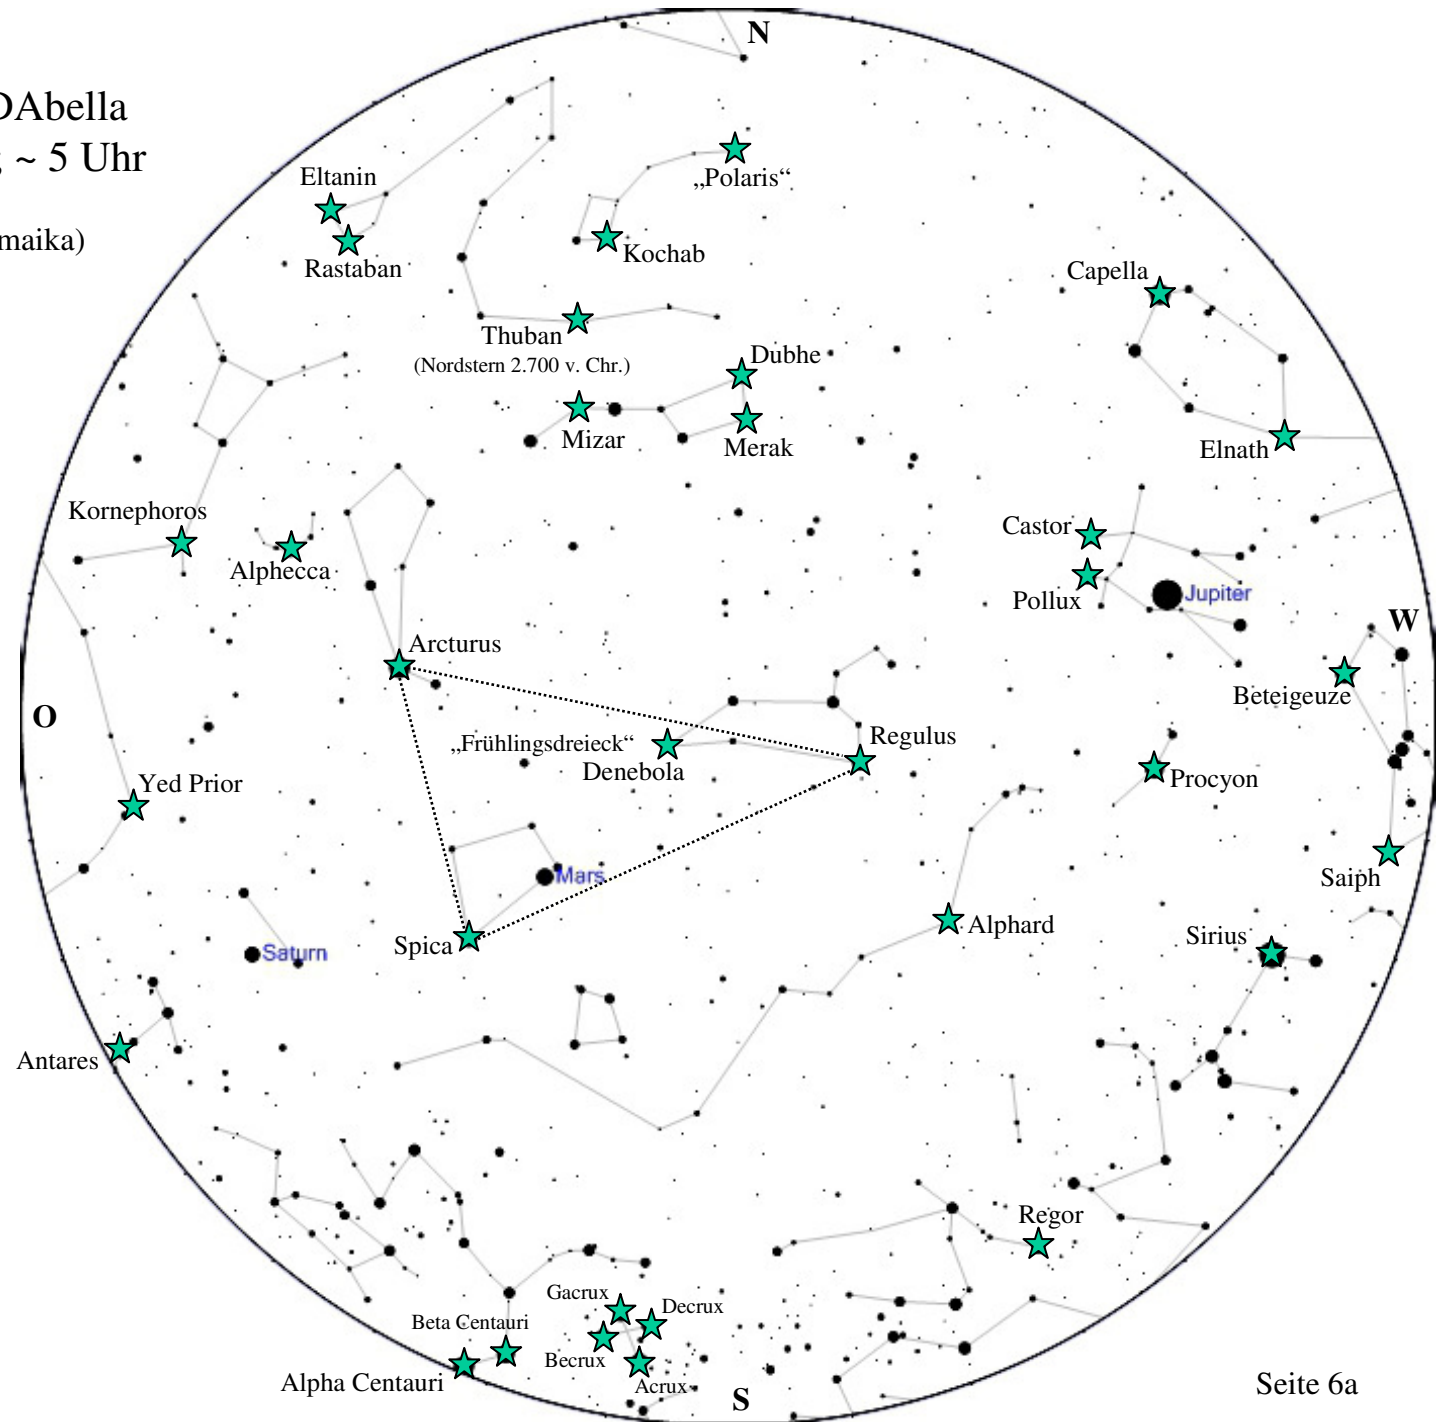 N
DAbella
~ 5 Uhr
Eltanin
„Polaris“
maika)
Kochab
Rastaban
Capella
Thuban
Dubhe
(Nordstern 2.700 v. Chr.)
Mizar
Merak
Elnath
Kornephoros
Castor
Alphecca
Pollux
Jupiter
W
Arcturus
Beteigeuze
O
„Frühlingsdreieck“
Regulus
Denebola
Yed Prior
Procyon
Mars
Saiph
Spica
Alphard
Sirius
Saturn
Antares
Regor
Gacrux
Decrux
Beta Centauri
Becrux
Alpha Centauri
Acrux
Seite 6a
S